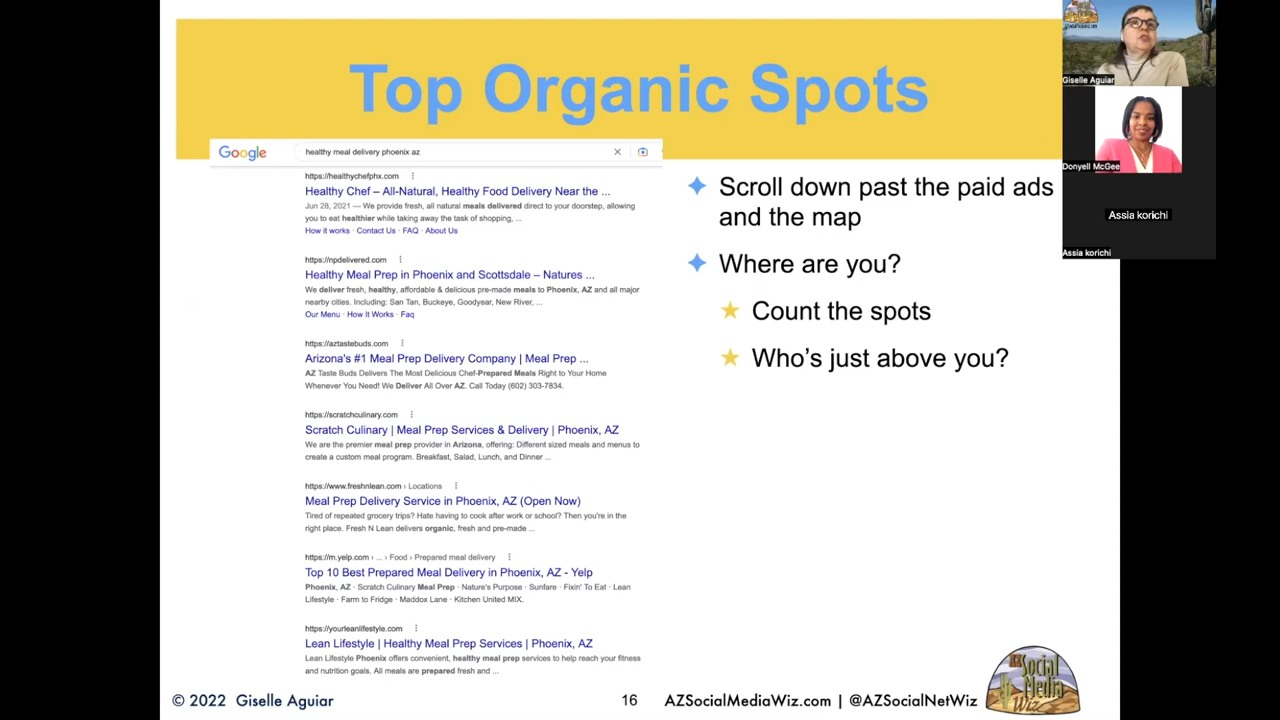 Top Organic Spots
Google
healthy meal delivery phoenix az
https://healthychefphx.com
Healthy Chef – All-Natural, Healthy Food Delivery Near the ...
Jun 28, 2021 — We provide fresh, all natural meals delivered direct to your doorstep, allowing
you to eat healthier while taking away the task of shopping, ...
How it works · Contact Us · FAQ · About Us
https://npdelivered.com
Healthy Meal Prep in Phoenix and Scottsdale – Natures ...
We deliver fresh, healthy, affordable & delicious pre-made meals to Phoenix, AZ and all major
nearby cities. Including: San Tan, Buckeye, Goodyear, New River, ...
Our Menu · How It Works · Faq
https://aztastebuds.com
Arizona's #1 Meal Prep Delivery Company | Meal Prep ...
AZ Taste Buds Delivers The Most Delicious Chef-Prepared Meals Right to Your Home
Whenever You Need! We Deliver All Over AZ. Call Today (602) 303-7834.
https://scratchculinary.com
Scratch Culinary | Meal Prep Services & Delivery | Phoenix, AZ
We are the premier meal prep provider in Arizona, offering: Different sized meals and menus to
create a custom meal program. Breakfast, Salad, Lunch, and Dinner ...
https://www.freshnlean.com › Locations
Meal Prep Delivery Service in Phoenix, AZ (Open Now)
Tired of repeated grocery trips? Hate having to cook after work or school? Then you're in the
right place. Fresh N Lean delivers organic, fresh and pre-made ...
https://m.yelp.com › ... › Food › Prepared meal delivery
Top 10 Best Prepared Meal Delivery in Phoenix, AZ - Yelp
Phoenix, AZ · Scratch Culinary Meal Prep · Nature's Purpose · Sunfare · Fixin' To Eat · Lean
Lifestyle · Farm to Fridge · Maddox Lane · Kitchen United MIX.
https://yourleanlifestyle.com
Lean Lifestyle | Healthy Meal Prep Services | Phoenix, AZ
Lean Lifestyle Phoenix offers convenient, healthy meal prep services to help reach your fitness
and nutrition goals. All meals are prepared fresh and ...
Scroll down past the paid ads
and the map
Where are you?
Count the spots
Who's just above you?
Giselle Aguiar
Donyell McGee
Assia korichi
Assia korichi
© 2022 Giselle Aguiar
16
AZSocialMediaWiz.com | @AZSocialNetWiz
AZ
Social
Media
Wiz